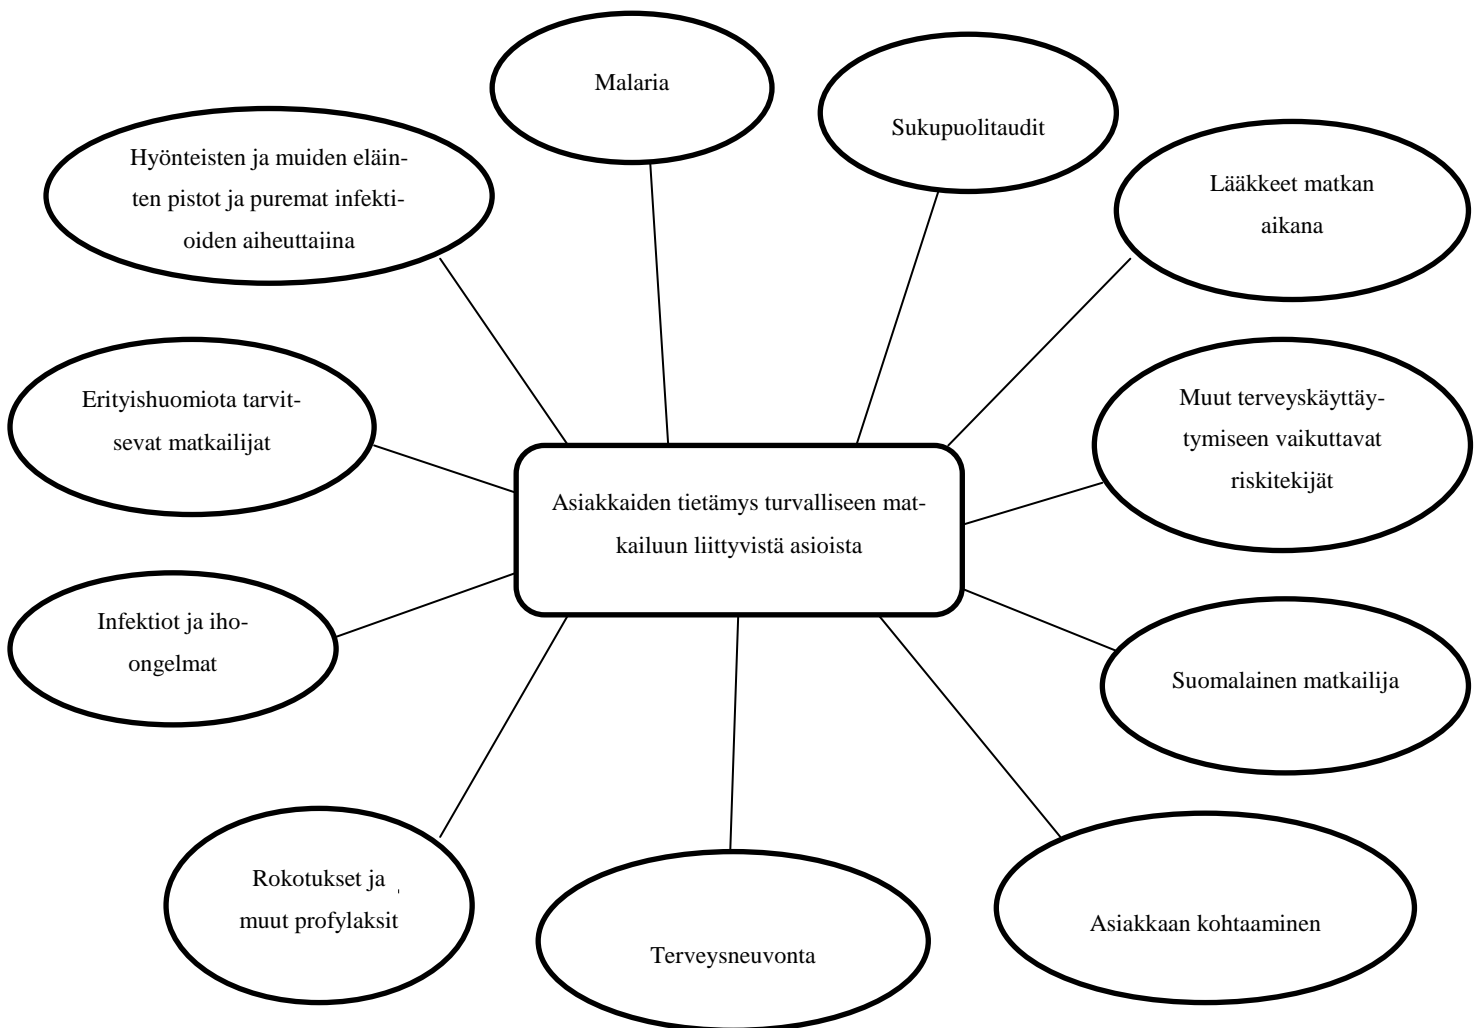 Malaria
Sukupuolitaudit
Hyönteisten ja muiden eläin-
ten pistot ja puremat infekti-
oiden aiheuttajina
Lääkkeet matkan
aikana
Erityishuomiota tarvit-
sevat matkailijat
Muut terveyskäyttäy-
tymiseen vaikuttavat
riskitekijät
Asiakkaiden tietämys turvalliseen mat-
kailuun liittyvistä asioista
Infektiot ja iho-
ongelmat
Suomalainen matkailija
Rokotukset ja
muut profylaksit
Terveysneuvonta
Asiakkaan kohtaaminen